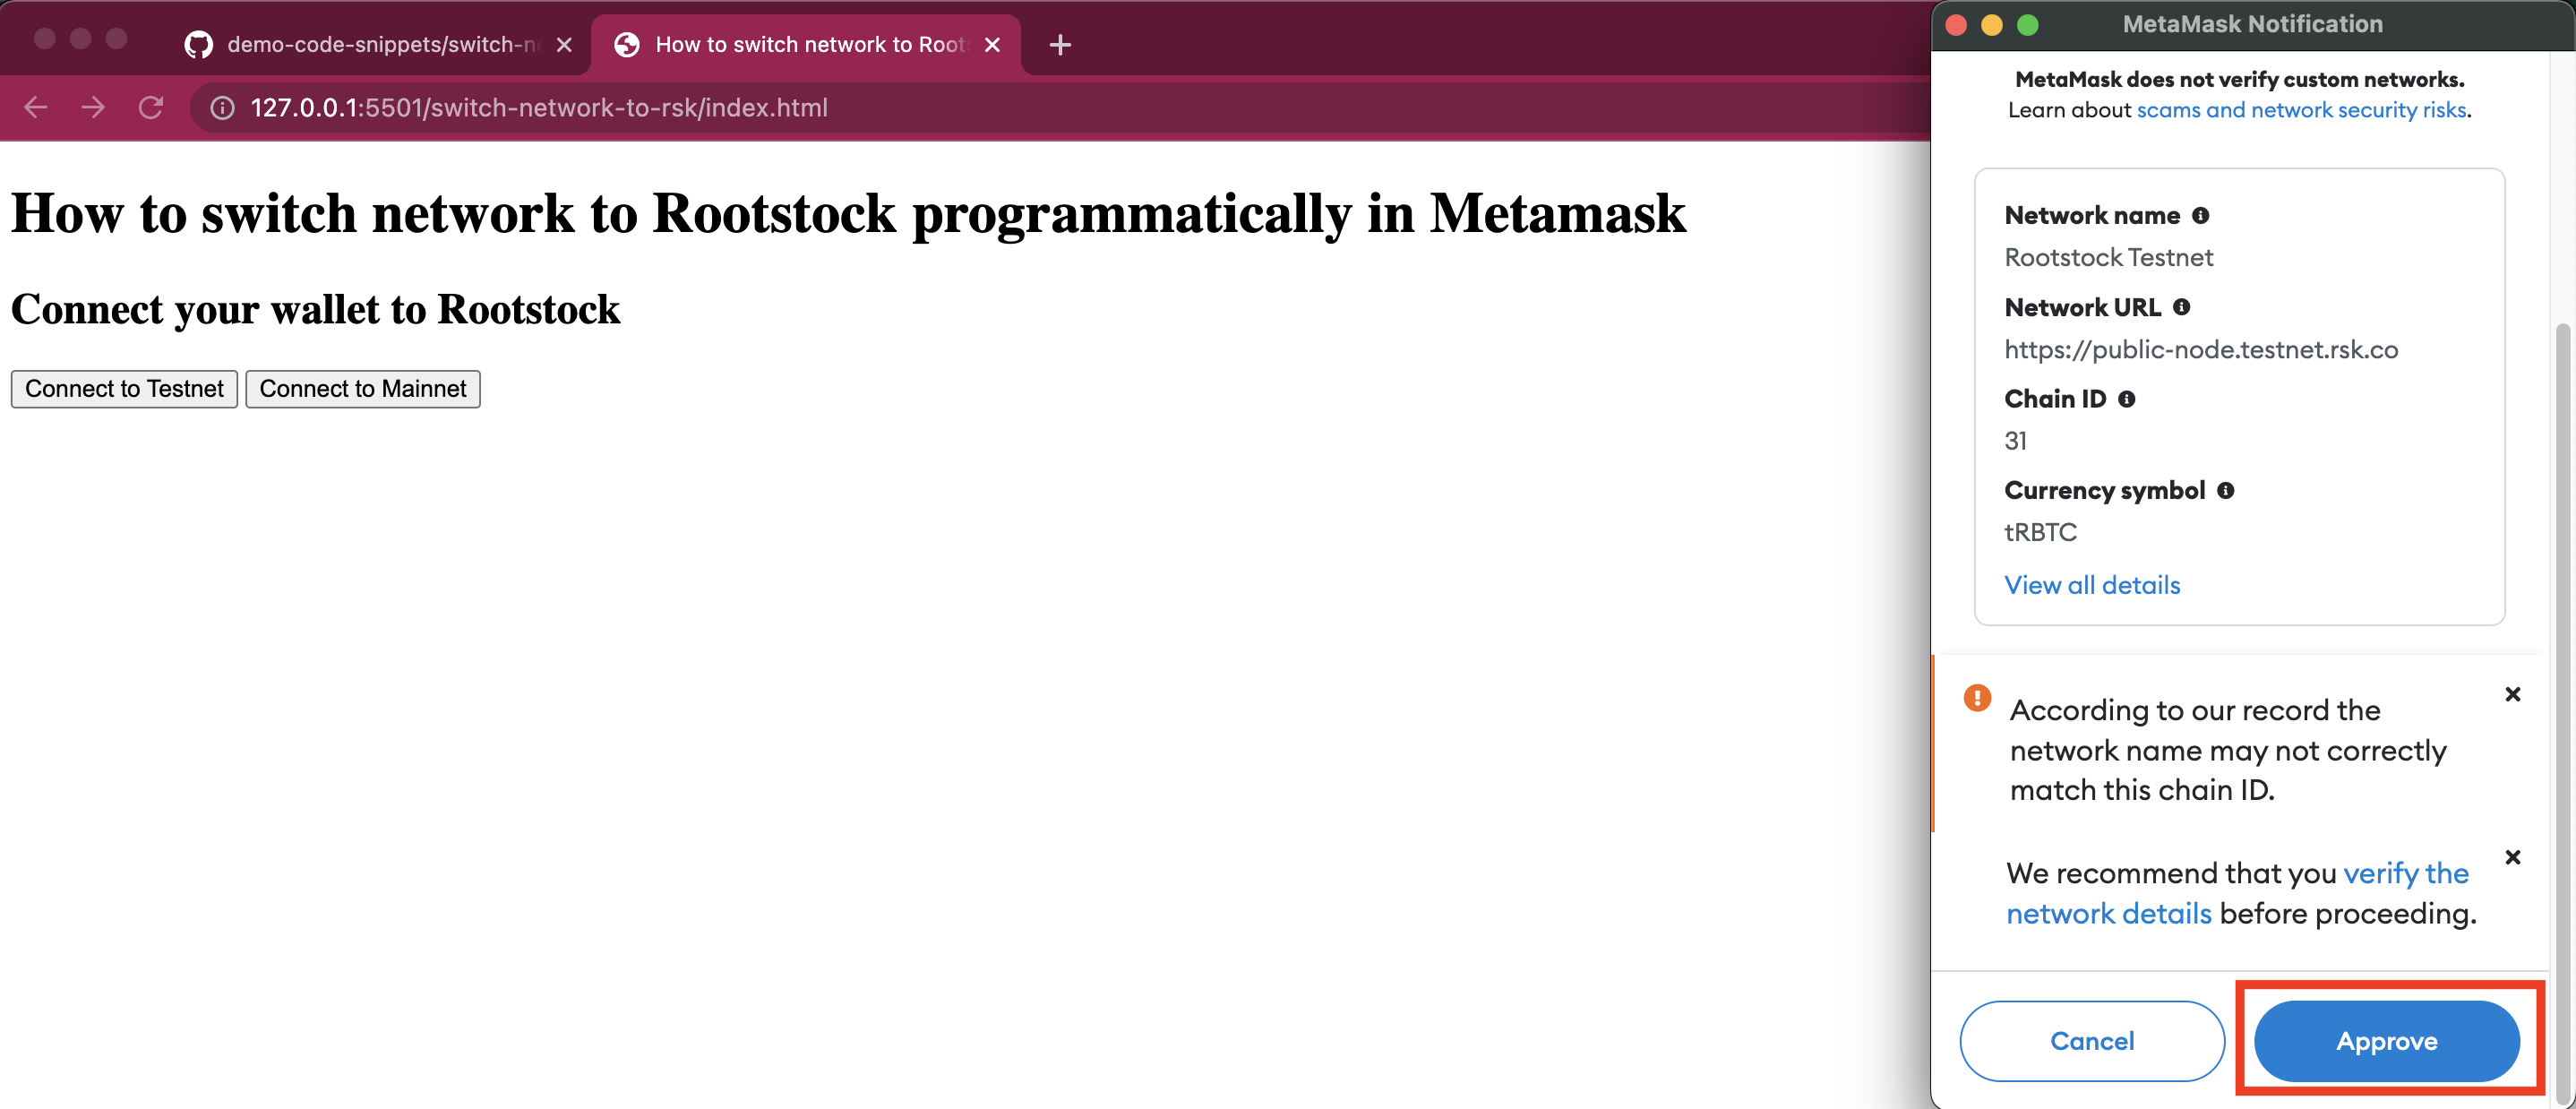 demo-code-snippets/switch-n
How to switch network to Root
127.0.0.1:5501/switch-network-to-rsk/index.html
How to switch network to Rootstock programmatically in Metamask
Connect your wallet to Rootstock
Connect to Testnet
Connect to Mainnet
MetaMask Notification
MetaMask does not verify custom networks.
Learn about scams and network security risks.
Network name
Rootstock Testnet
Network URL
https://public-node.testnet.rsk.co
Chain ID
31
Currency symbol
tRBTC
View all details
According to our record the
network name may not correctly
match this chain ID.
We recommend that you verify the
network details before proceeding.
Cancel
Approve